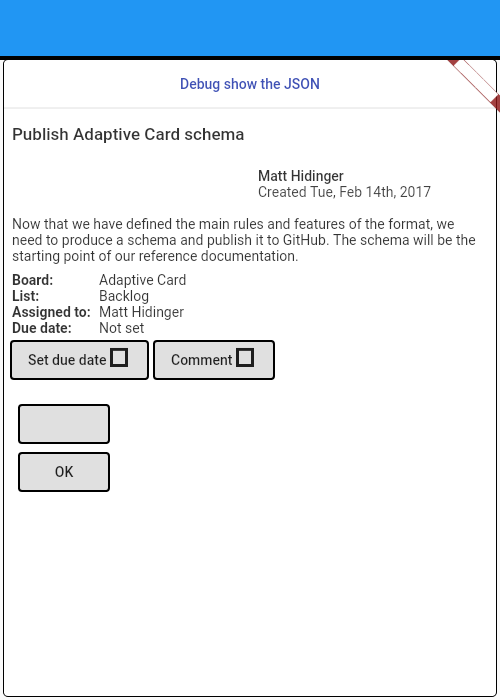 Debug show the JSON
Publish Adaptive Card schema
Matt Hidinger
Created Tue, Feb 14th, 2017
Now that we have defined the main rules and features of the format, we
need to produce a schema and publish it to GitHub. The schema will be the
starting point of our reference documentation.
Board: Adaptive Card
List: Backlog
Assigned to: Matt Hidinger
Due date: Not set
Set due date Comment
OK